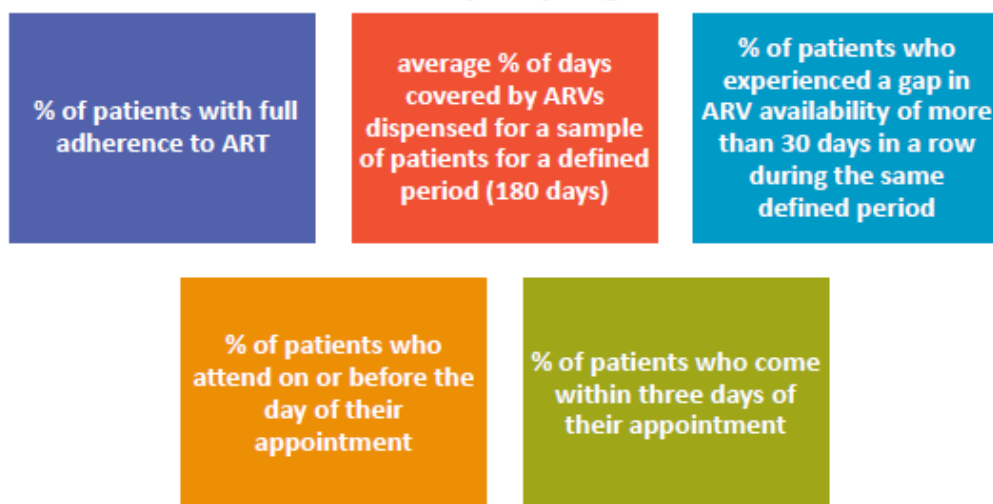 % of patients with full
adherence to ART
average % of days
covered by ARVs
dispensed for a sample
of patients for a defined
period (180 days)
% of patients who
experienced a gap in
ARV availability of more
than 30 days in a row
during the same
defined period
% of patients who
attend on or before the
day of their
appointment
% of patients who come
within three days of
their appointment